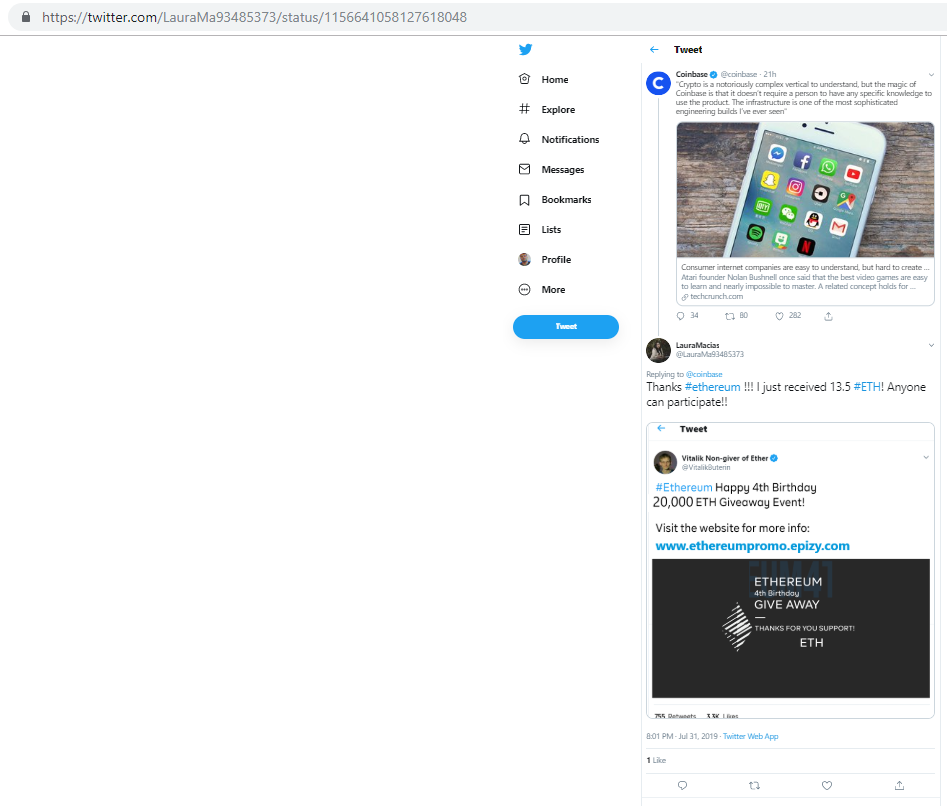 https://twitter.com/LauraMa93485373/status/1156641058127618048
Home
Explore
Notifications
Messages
Bookmarks
Lists
Profile
More
Tweet
Tweet
Coinbase @coinbase · 21h
"Crypto is a notoriously complex vertical to understand, but the magic of
Coinbase is that it doesn't require a person to have any specific knowledge to
use the product. The infrastructure is one of the most sophisticated
engineering builds I've ever seen"
Consumer internet companies are easy to understand, but hard to create ...
Atari founder Nolan Bushnell once said that the best video games are easy
to learn and nearly impossible to master. A related concept holds for ...
techcrunch.com
34 80 282
LauraMacias
@LauraMa93485373
Replying to @coinbase
Thanks #ethereum !!! I just received 13.5 #ETH! Anyone
can participate!!
Tweet
Vitalik Non-giver of Ether
@VitalikButerin
#Ethereum Happy 4th Birthday
20,000 ETH Giveaway Event!
Visit the website for more info:
www.ethereumpromo.epizy.com
ETHEREUM
4th Birthday
GIVE AWAY
THANKS FOR YOU SUPPORT!
ETH
755 Retweets 3.3K Likes
8:01 PM · Jul 31, 2019 · Twitter Web App
1 Like